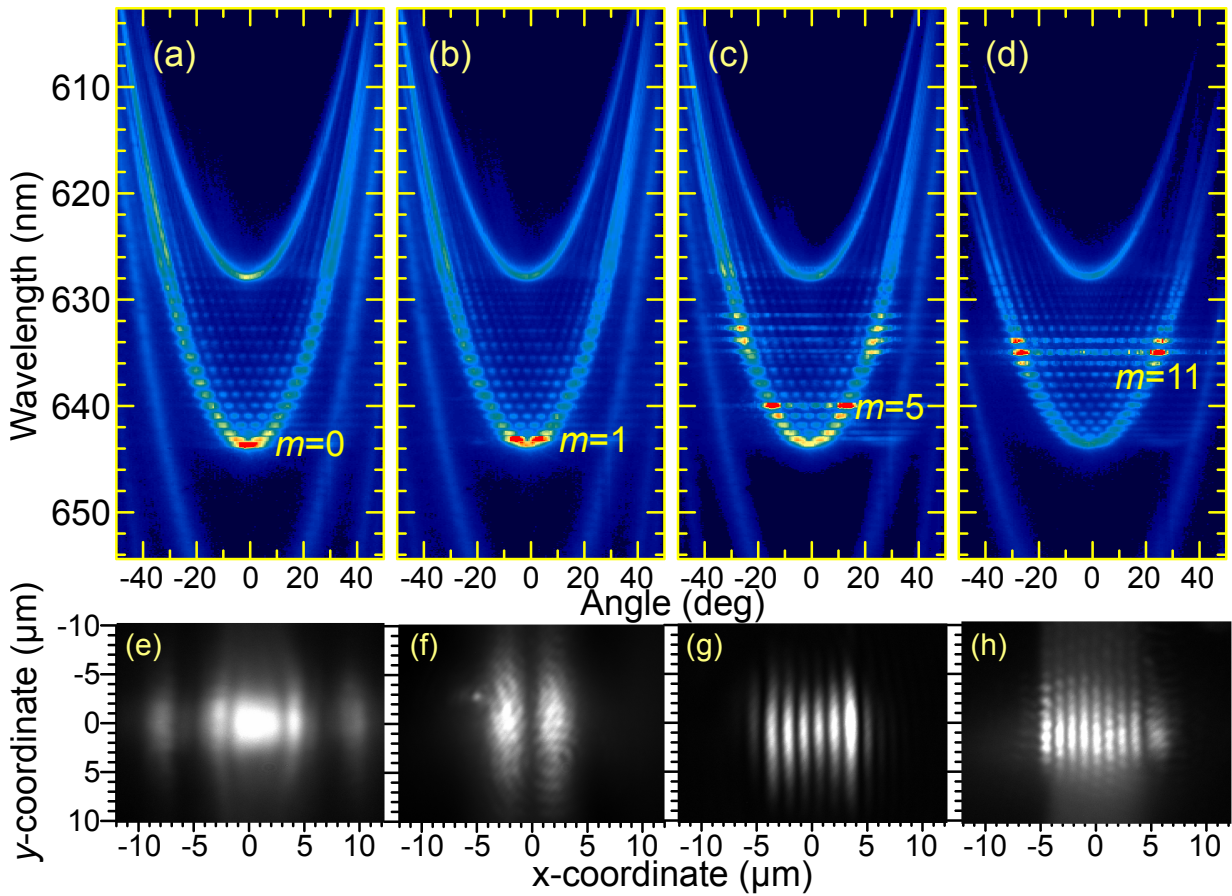 (a) (b) (c) (d)
610
620
630
640
650
Wavelength (nm)
m=0 m=1 m=5 m=11
-40 -20 0 20 40 -40 -20 0 20 40 -40 -20 0 20 40 -40 -20 0 20 40
Angle (deg)
(e) (f) (g) (h)
-10
-5
0
5
10
y-coordinate (µm)
-10 -5 0 5 10 -10 -5 0 5 10 -10 -5 0 5 10 -10 -5 0 5 10
x-coordinate (µm)